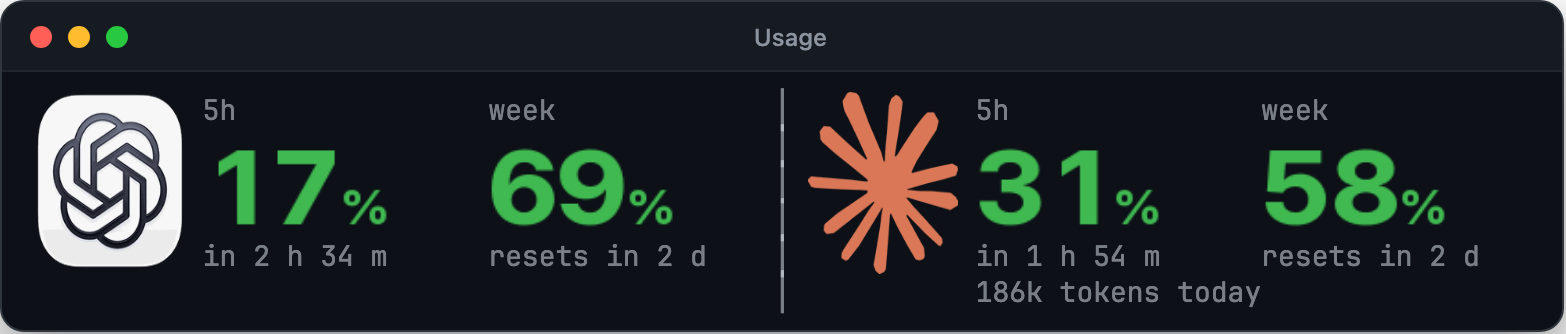 Usage
5h
17%
in 2 h 34 m
week
69%
resets in 2 d
5h
31%
in 1 h 54 m
186k tokens today
week
58%
resets in 2 d